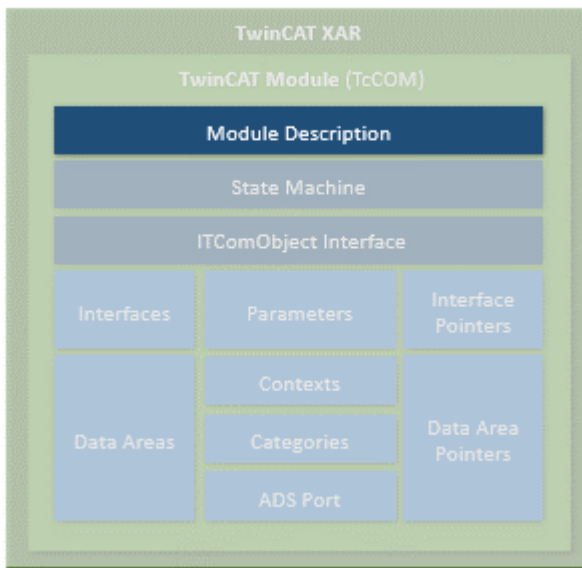 TwinCAT XAR
TwinCAT Module (TcCOM)
Module Description
State Machine
ITComObject Interface
Interfaces
Parameters
Interface
Pointers
Contexts
Data Areas
Categories
Data Area
Pointers
ADS Port